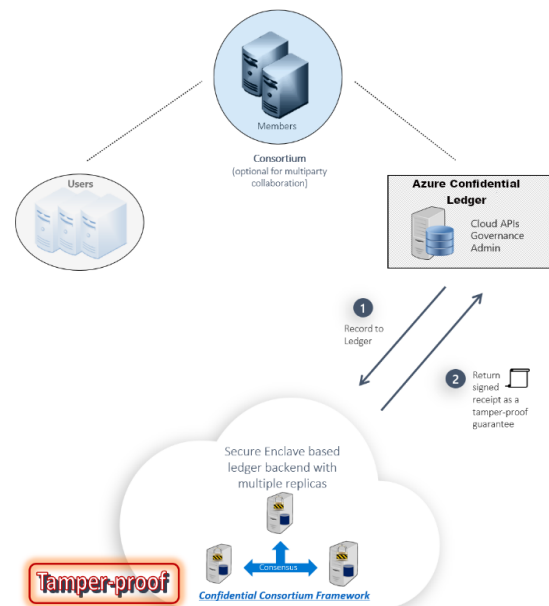 Members
Consortium
(optional for multiparty
collaboration)
Users
Azure Confidential
Ledger
Cloud APIs
Governance
Admin
1
Record to
Ledger
2
Return
signed
receipt as a
tamper-proof
guarantee
Secure Enclave based
ledger backend with
multiple replicas
Consensus
Tamper-proof
Confidential Consortium Framework